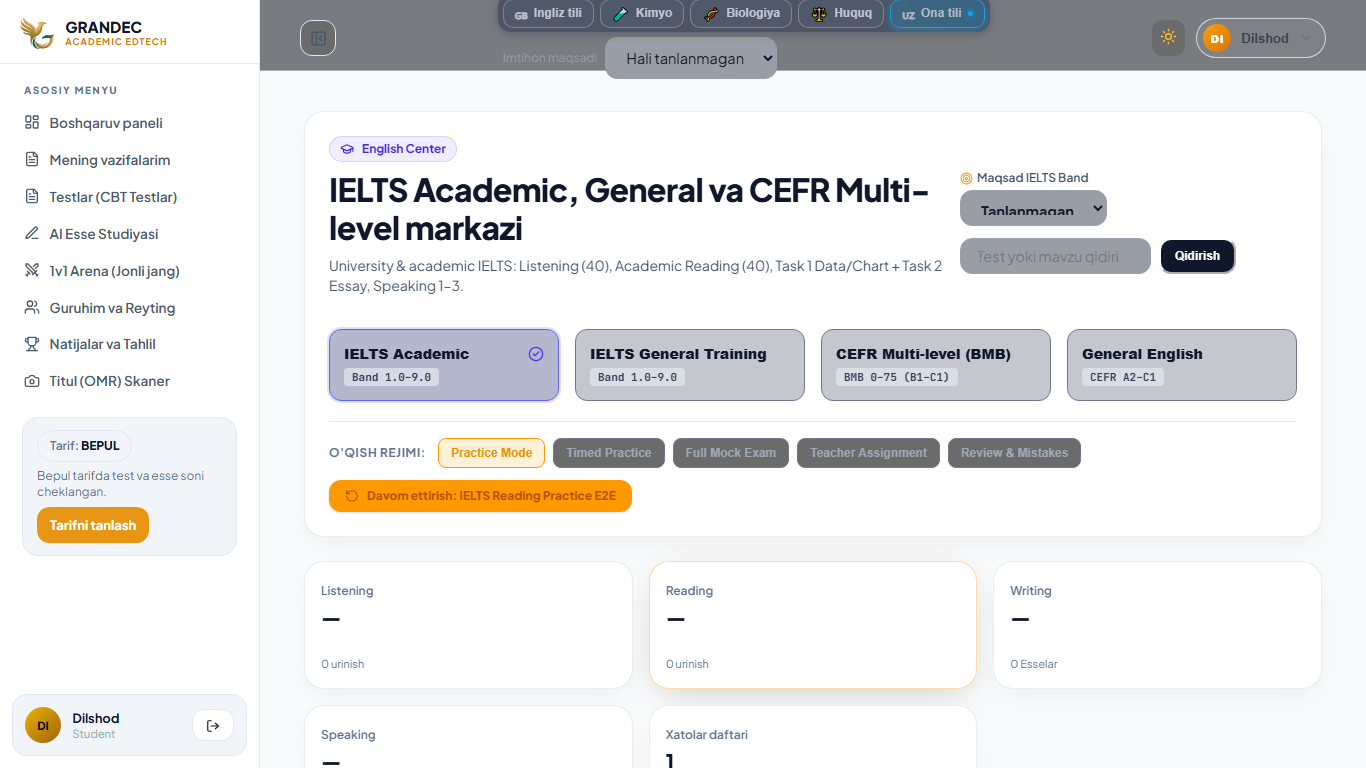 GRANDEC
ACADEMIC EDTECH
GB Ingliz tili
Kimyo
Biologiya
Huquq
UZ Ona tili
Imtihon maqsadi
Hali tanlanmagan
DI Dilshod
ASOSIY MENYU
Boshqaruv paneli
Mening vazifalarim
Testlar (CBT Testlar)
AI Esse Studiyasi
1v1 Arena (Jonli jang)
Guruhim va Reyting
Natijalar va Tahlil
Titul (OMR) Skaner
Tarif: BEPUL
Bepul tarifda test va esse soni
cheklangan.
Tarifni tanlash
DI
Dilshod
Student
English Center
IELTS Academic, General va CEFR Multi-
level markazi
University & academic IELTS: Listening (40), Academic Reading (40), Task 1 Data/Chart + Task 2
Essay, Speaking 1–3.
Maqsad IELTS Band
Tanlanmagan
Test yoki mavzu qidiri
Qidirish
IELTS Academic
Band 1.0–9.0
IELTS General Training
Band 1.0–9.0
CEFR Multi-level (BMB)
BMB 0–75 (B1–C1)
General English
CEFR A2–C1
O'QISH REJIMI:
Practice Mode
Timed Practice
Full Mock Exam
Teacher Assignment
Review & Mistakes
Davom ettirish: IELTS Reading Practice E2E
Listening
—
0 urinish
Reading
—
0 urinish
Writing
—
0 Esselar
Speaking
—
Xatolar daftari
1